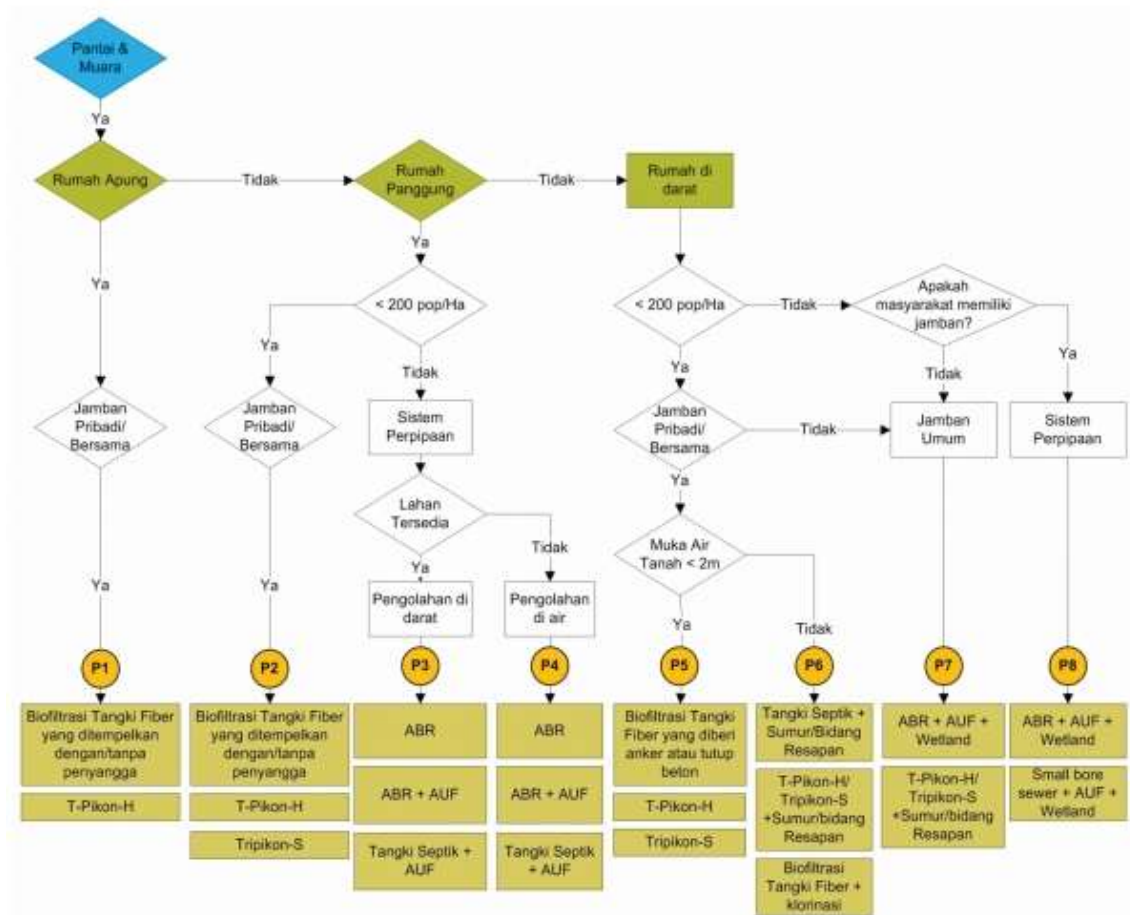 Pantai &
Muara
Ya
Rumah Apung
Tidak
Rumah
Panggung
Tidak
Rumah di
darat
Ya
Ya
< 200 pop/Ha
< 200 pop/Ha
Tidak
Apakah
masyarakat memiliki
jamban?
Ya
Tidak
Ya
Tidak
Ya
Jamban
Pribadi/
Bersama
Jamban
Pribadi/
Bersama
Sistem
Perpipaan
Jamban
Pribadi/
Bersama
Tidak
Jamban
Umum
Sistem
Perpipaan
Ya
Lahan
Tersedia
Muka Air
Tanah < 2m
Tidak
Ya
Ya
Ya
Pengolahan di
darat
Pengolahan
di air
Ya
Tidak
P1
P2
P3
P4
P5
P6
P7
P8
Biofiltrasi Tangki Fiber
yang ditempelkan
dengan/tanpa
penyangga
T-Pikon-H
Biofiltrasi Tangki Fiber
yang ditempelkan
dengan/tanpa
penyangga
T-Pikon-H
Tripikon-S
ABR
ABR + AUF
Tangki Septik +
AUF
ABR
ABR + AUF
Tangki Septik
+ AUF
Biofiltrasi Tangki
Fiber yang diberi
anker atau tutup
beton
T-Pikon-H
Tripikon-S
Tangki Septik +
Sumur/Bidang
Resapan
T-Pikon-H/
Tripikon-S
+Sumur/bidang
Resapan
Biofiltrasi
Tangki Fiber +
klorinasi
ABR + AUF +
Wetland
T-Pikon-H/
Tripikon-S
+Sumur/bidang
Resapan
ABR + AUF +
Wetland
Small bore
sewer + AUF +
Wetland